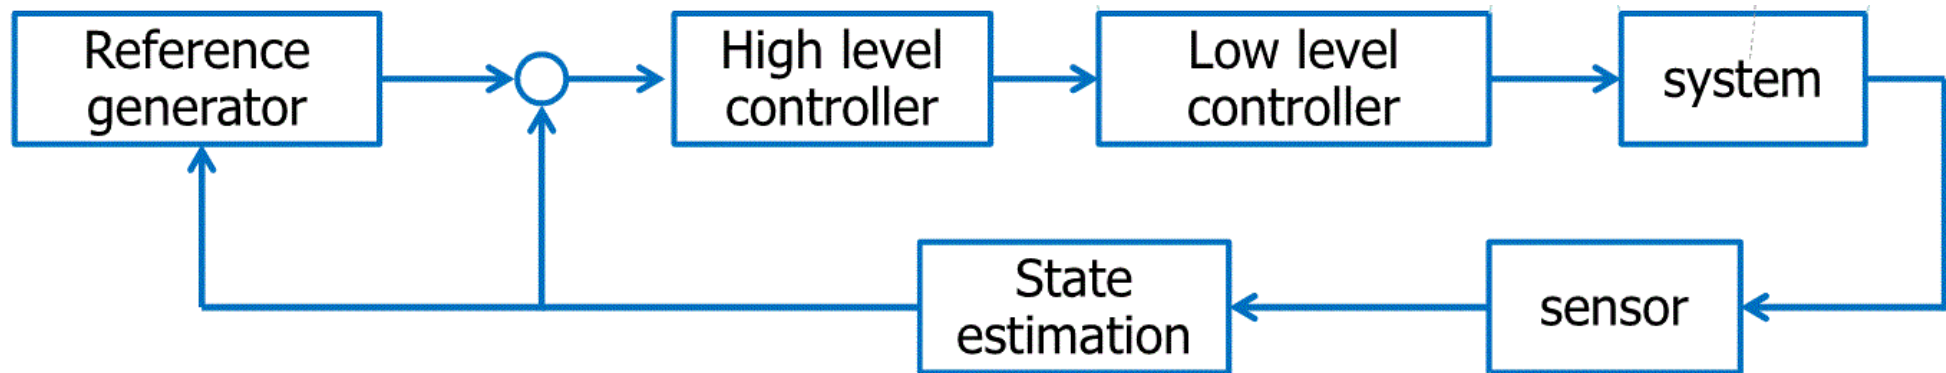 Reference
generator
High level
controller
Low level
controller
system
State
estimation
sensor